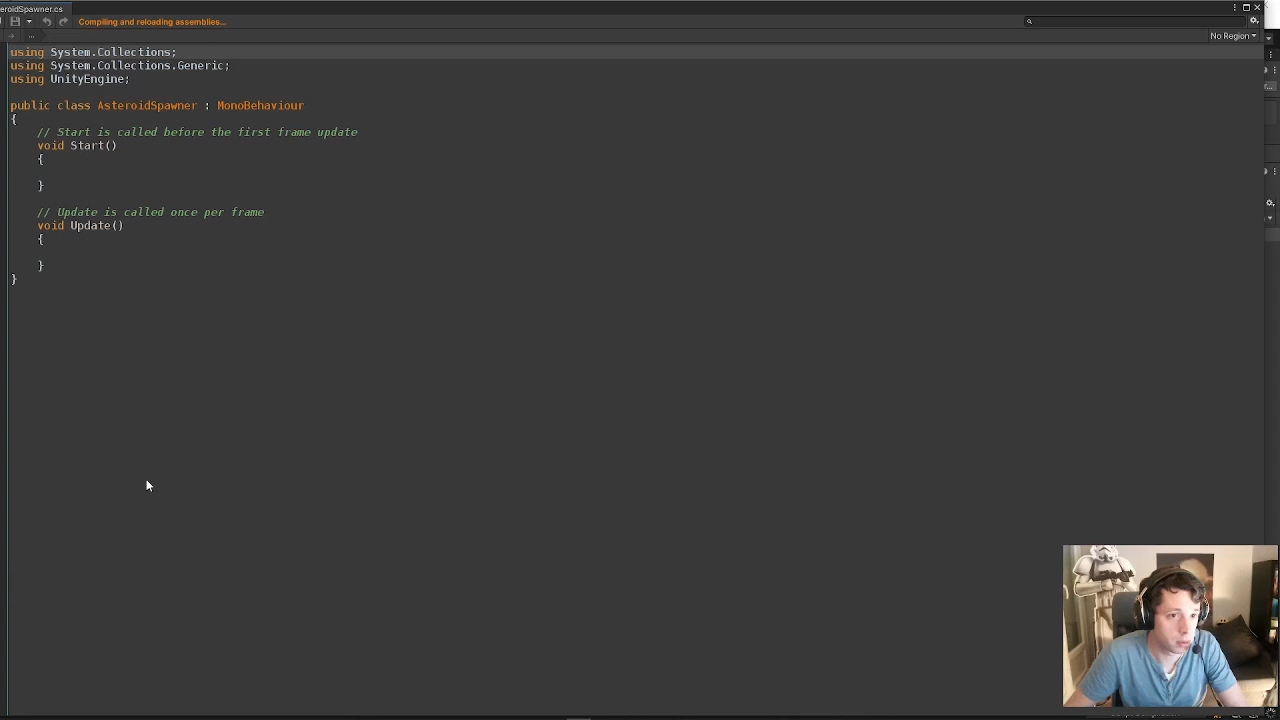 eroidSpawner.cs
Compiling and reloading assemblies...
...
No Region
using System.Collections;
using System.Collections.Generic;
using UnityEngine;
public class AsteroidSpawner : MonoBehaviour
{
// Start is called before the first frame update
void Start()
{
}
// Update is called once per frame
void Update()
{
}
}